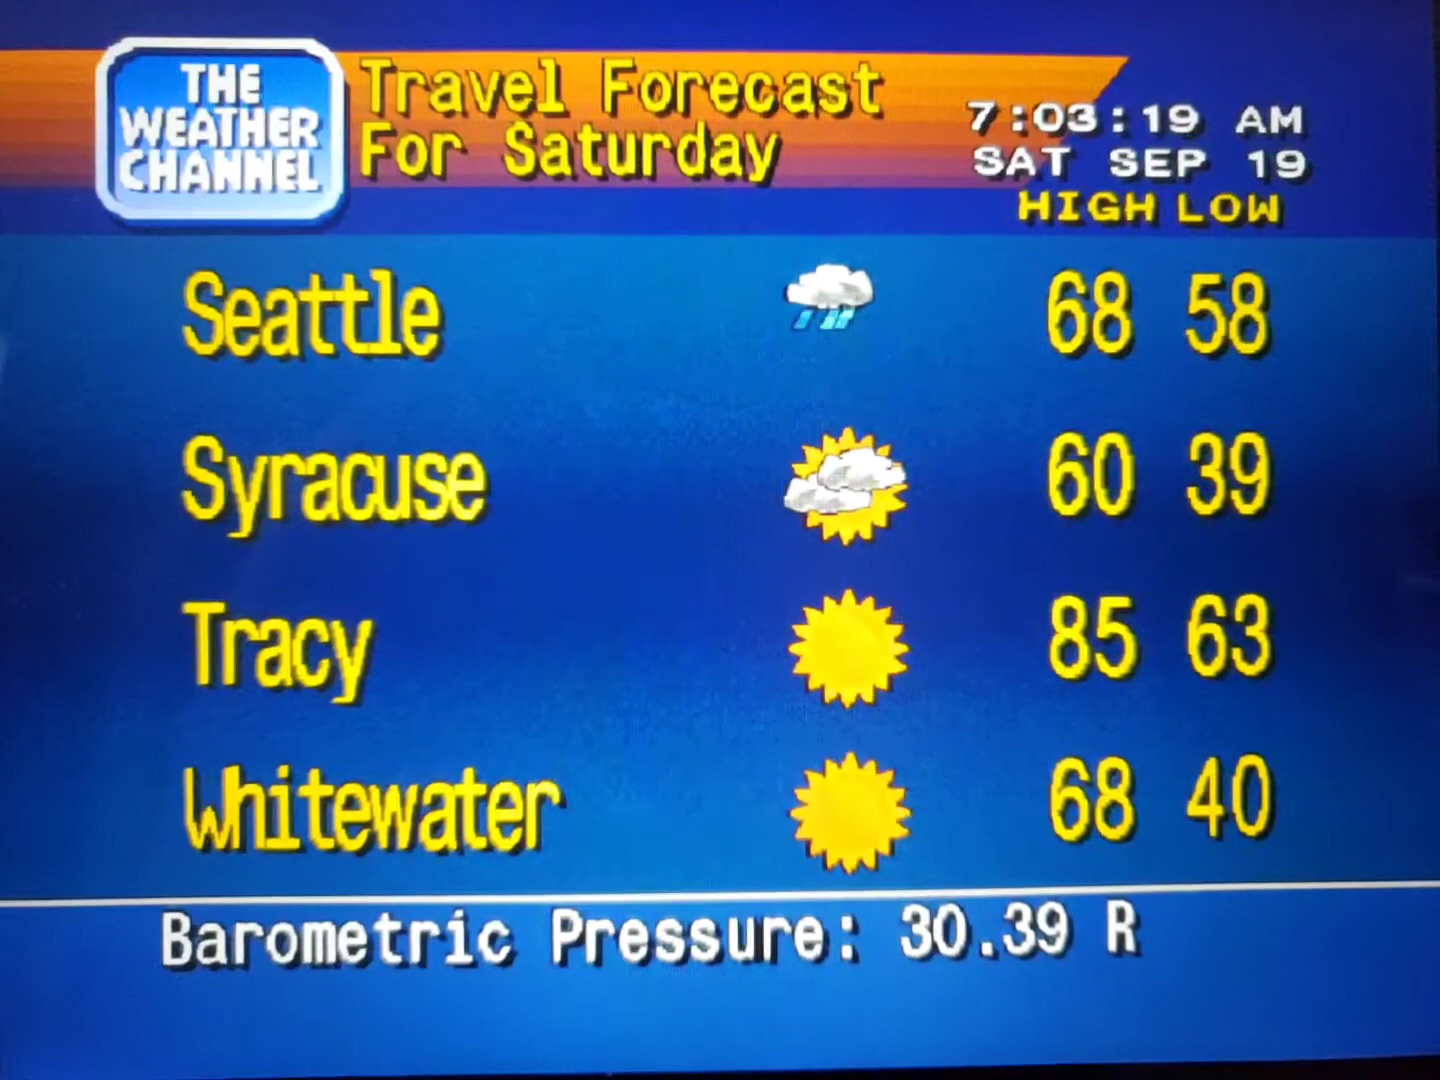 THE
WEATHER
CHANNEL
Travel Forecast
For Saturday
7:03:19 AM
SAT SEP 19
HIGH LOW
Seattle 68 58
Syracuse 60 39
Tracy 85 63
Whitewater 68 40
Barometric Pressure: 30.39 R